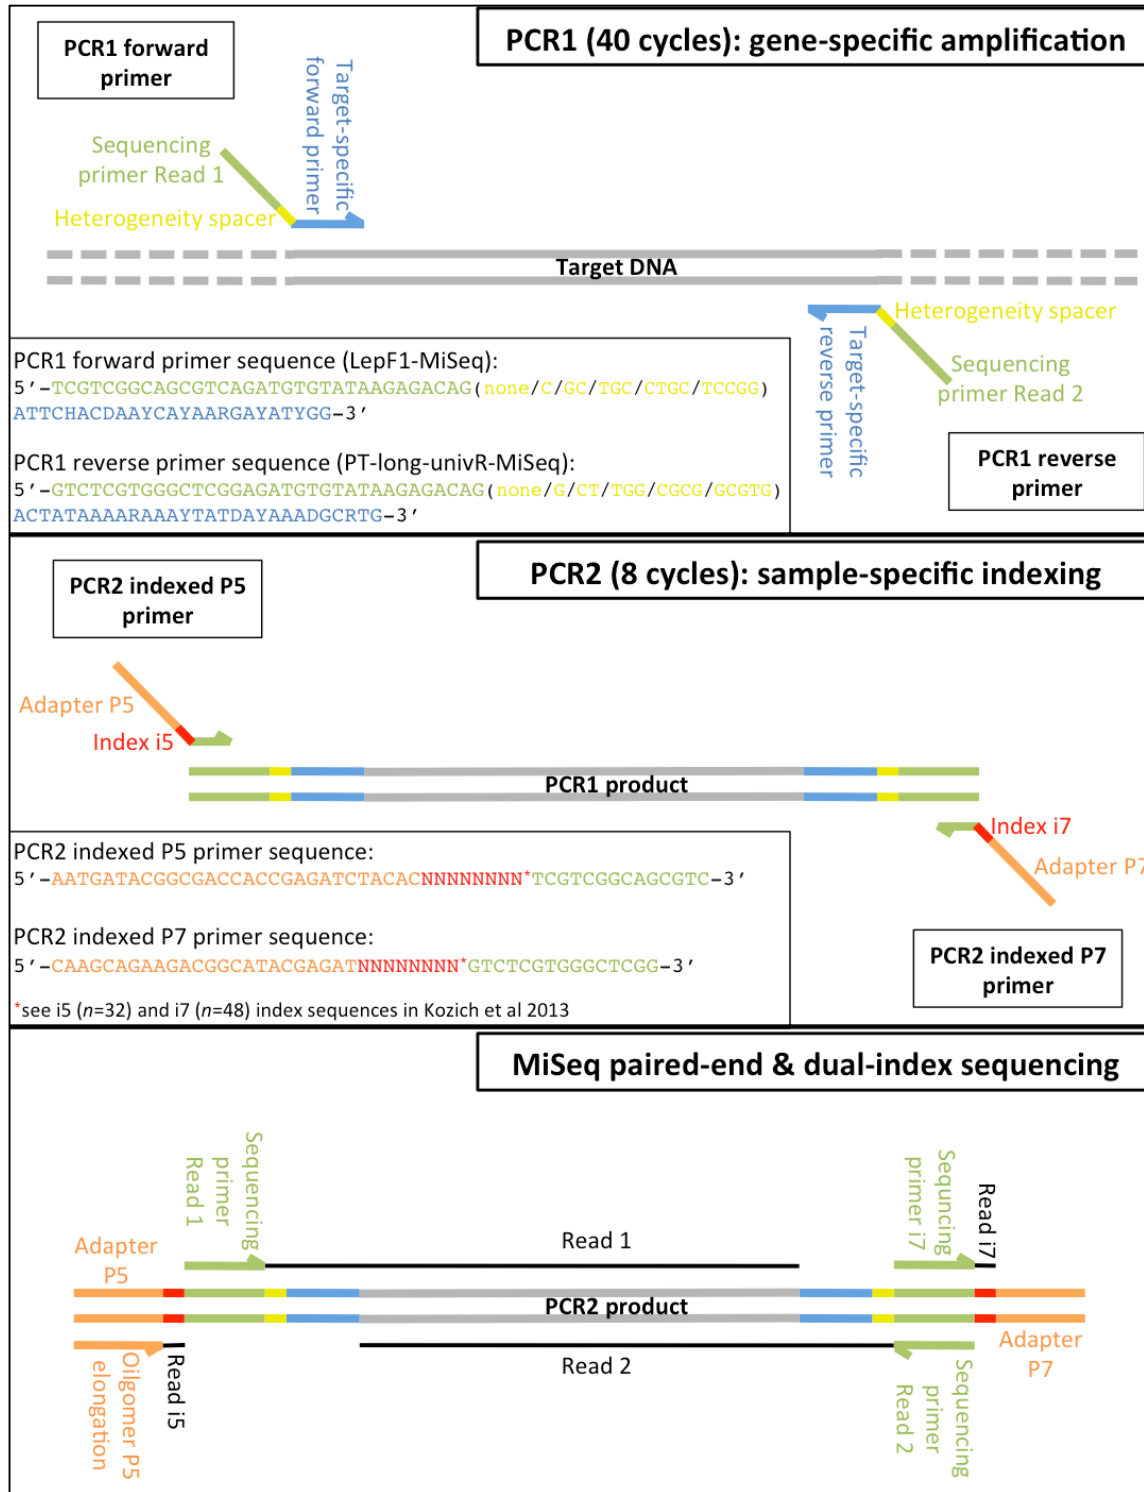 PCR1 (40 cycles): gene-specific amplification
PCR1 forward
primer
Target-specific
forward primer
Sequencing
primer Read 1
Heterogeneity spacer
Target DNA
Heterogeneity spacer
Target-specific
reverse primer
Sequencing
primer Read 2
PCR1 reverse
primer
PCR1 forward primer sequence (LepF1-MiSeq):
5’-TCGTCGGCAGCGTCAGATGTGTATAAGAGACAG(none/C/GC/TGC/CTGC/TCCGG)
ATTCHACDAAYCAYAARGAYATYGG-3’
PCR1 reverse primer sequence (PT-long-univR-MiSeq):
5’-GTCTCGTGGGCTCGGAGATGTGTATAAGAGACAG(none/G/CT/TGG/CGCG/GCGTG)
ACTATAAAARAAAYTATDAYAAADGCRTG-3’
PCR2 (8 cycles): sample-specific indexing
PCR2 indexed P5
primer
Adapter P5
Index i5
PCR1 product
Index i7
Adapter P7
PCR2 indexed P7
primer
PCR2 indexed P5 primer sequence:
5’-AATGATACGGCGACCACCGAGATCTACACNNNNNNNN*TCGTCGGCAGCGTC-3’
PCR2 indexed P7 primer sequence:
5’-CAAGCAGAAGACGGCATACGAGATNNNNNNNN*GTCTCGTGGGCTCGG-3’
*see i5 (n=32) and i7 (n=48) index sequences in Kozich et al 2013
MiSeq paired-end & dual-index sequencing
Sequencing
primer
Read 1
Sequncing
primer i7
Read i7
Adapter
P5
Read 1
PCR2 product
Read 2
Adapter
P7
Oilgomer P5
elongation
Read i5
Sequencing
primer
Read 2